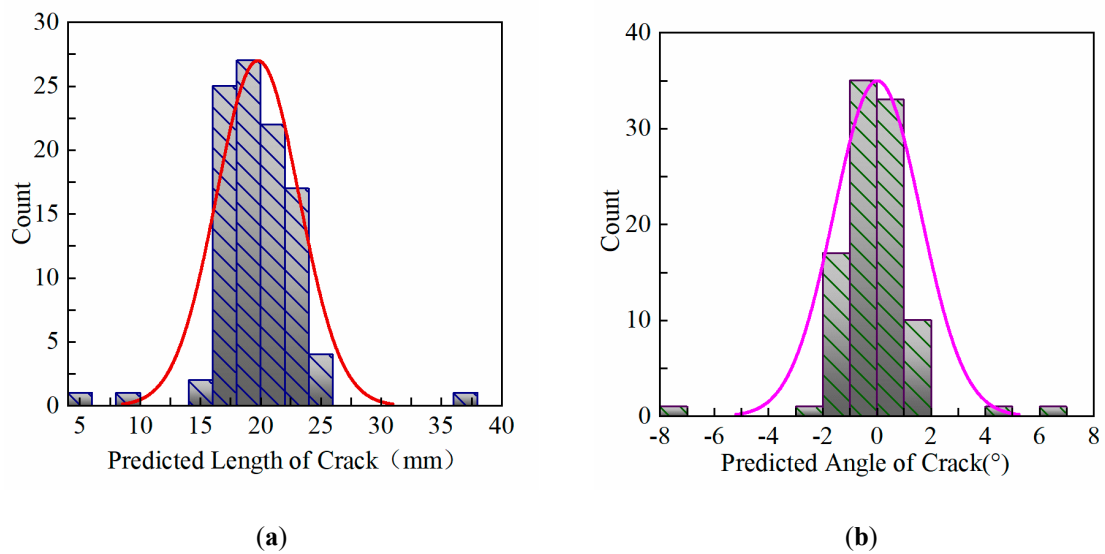 30
25
20
15
10
5
0
Count
5 10 15 20 25 30 35 40
Predicted Length of Crack（mm）
(a)
40
30
20
10
0
Count
-8 -6 -4 -2 0 2 4 6 8
Predicted Angle of Crack(°)
(b)